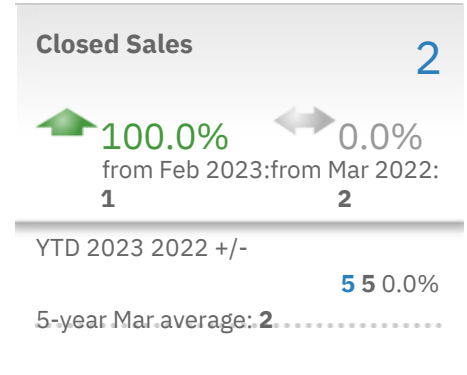 Closed Sales
2
100.0% 0.0%
from Feb 2023:from Mar 2022:
1 2
YTD 2023 2022 +/-
5 5 0.0%
5-year Mar average: 2